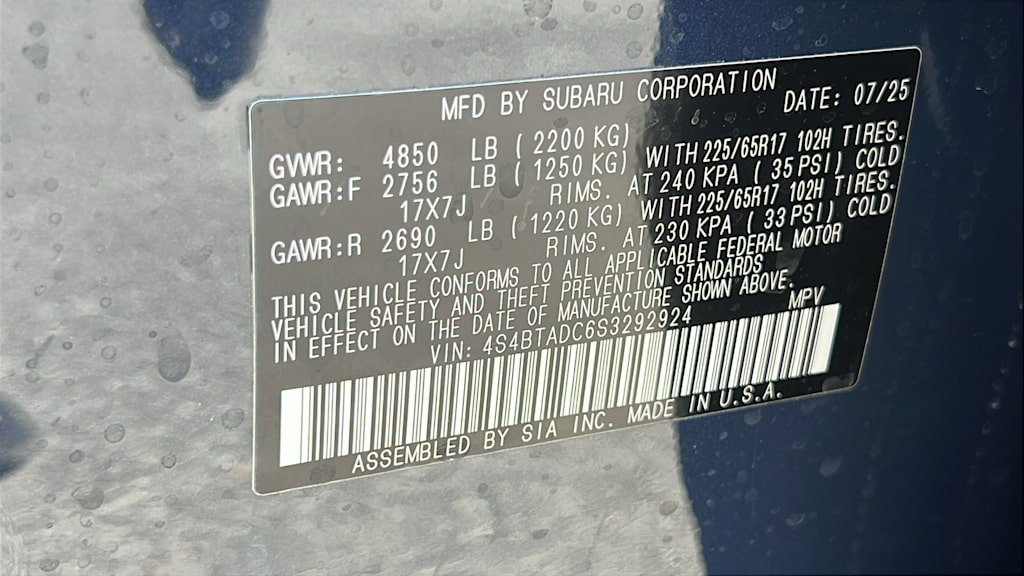 MFD BY SUBARU CORPORATION DATE: 07/25
GVWR: 4850 LB ( 2200 KG)
GAWR:F 2756 LB ( 1250 KG) WITH 225/65R17 102H TIRES.
17X7J RIMS. AT 240 KPA ( 35 PSI) COLD
GAWR:R 2690 LB ( 1220 KG) WITH 225/65R17 102H TIRES.
17X7J RIMS. AT 230 KPA ( 33 PSI) COLD
THIS VEHICLE CONFORMS TO ALL APPLICABLE FEDERAL MOTOR
VEHICLE SAFETY AND THEFT PREVENTION STANDARDS
IN EFFECT ON THE DATE OF MANUFACTURE SHOWN ABOVE.
VIN: 4S4BTADC6S3292924 MPV
ASSEMBLED BY SIA INC. MADE IN U.S.A.